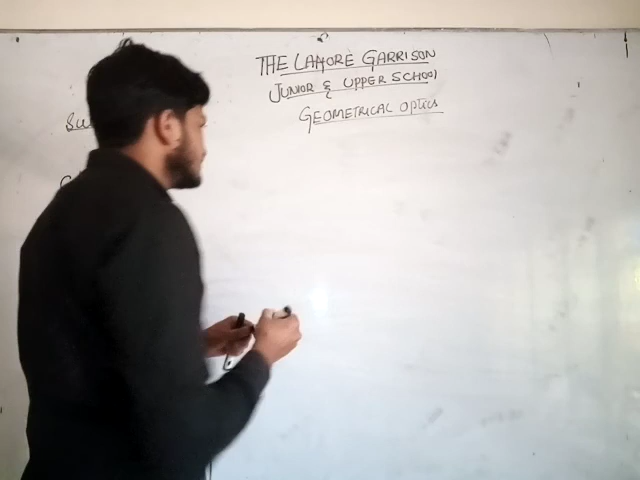 THE LAHORE GARRISON
JUNIOR & UPPER SCHOOL
GEOMETRICAL OPTICS